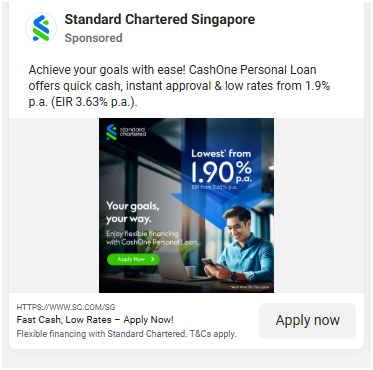 Standard Chartered Singapore
Sponsored
Achieve your goals with ease! CashOne Personal Loan
offers quick cash, instant approval & low rates from 1.9%
p.a. (EIR 3.63% p.a.).
standard
chartered
Lowest* from
1.90%
p.a.
EIR from 3.63% p.a.
Your goals,
your way.
Enjoy flexible financing
with CashOne Personal Loan.
Apply Now >
HTTPS://WWW.SC.COM/SG
Fast Cash, Low Rates – Apply Now!
Flexible financing with Standard Chartered. T&Cs apply.
Apply now